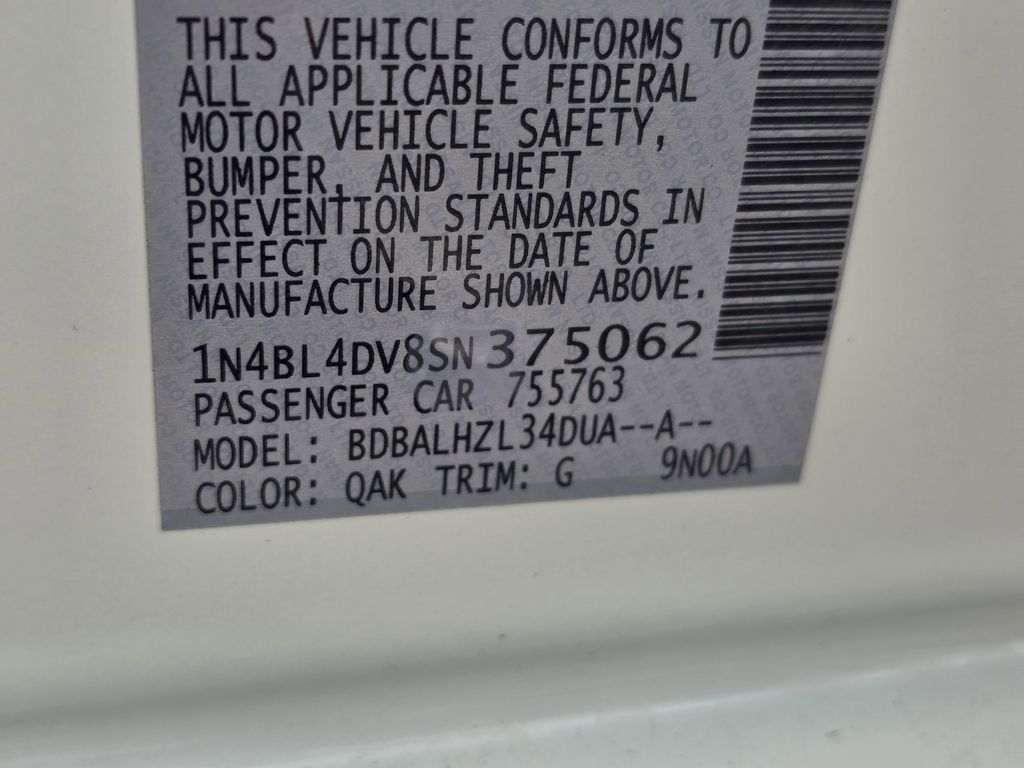 THIS VEHICLE CONFORMS TO
ALL APPLICABLE FEDERAL
MOTOR VEHICLE SAFETY,
BUMPER, AND THEFT
PREVENTION STANDARDS IN
EFFECT ON THE DATE OF
MANUFACTURE SHOWN ABOVE.
1N4BL4DV8SN375062
PASSENGER CAR 755763
MODEL: BDBALHZL34DUA--A--
COLOR: QAK TRIM: G 9N00A